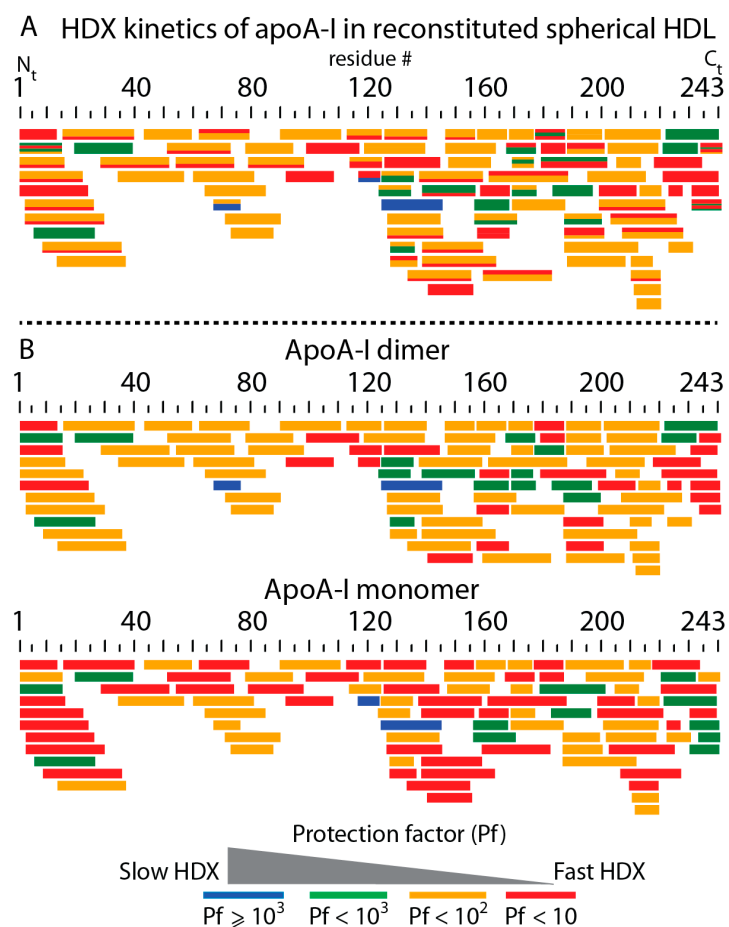 A HDX kinetics of apoA-I in reconstituted spherical HDL
Nt residue # Ct
1 40 80 120 160 200 243
B ApoA-I dimer
1 40 80 120 160 200 243
ApoA-I monomer
1 40 80 120 160 200 243
Protection factor (Pf)
Slow HDX Fast HDX
Pf ⩾ 10³ Pf < 10³ Pf < 10² Pf < 10